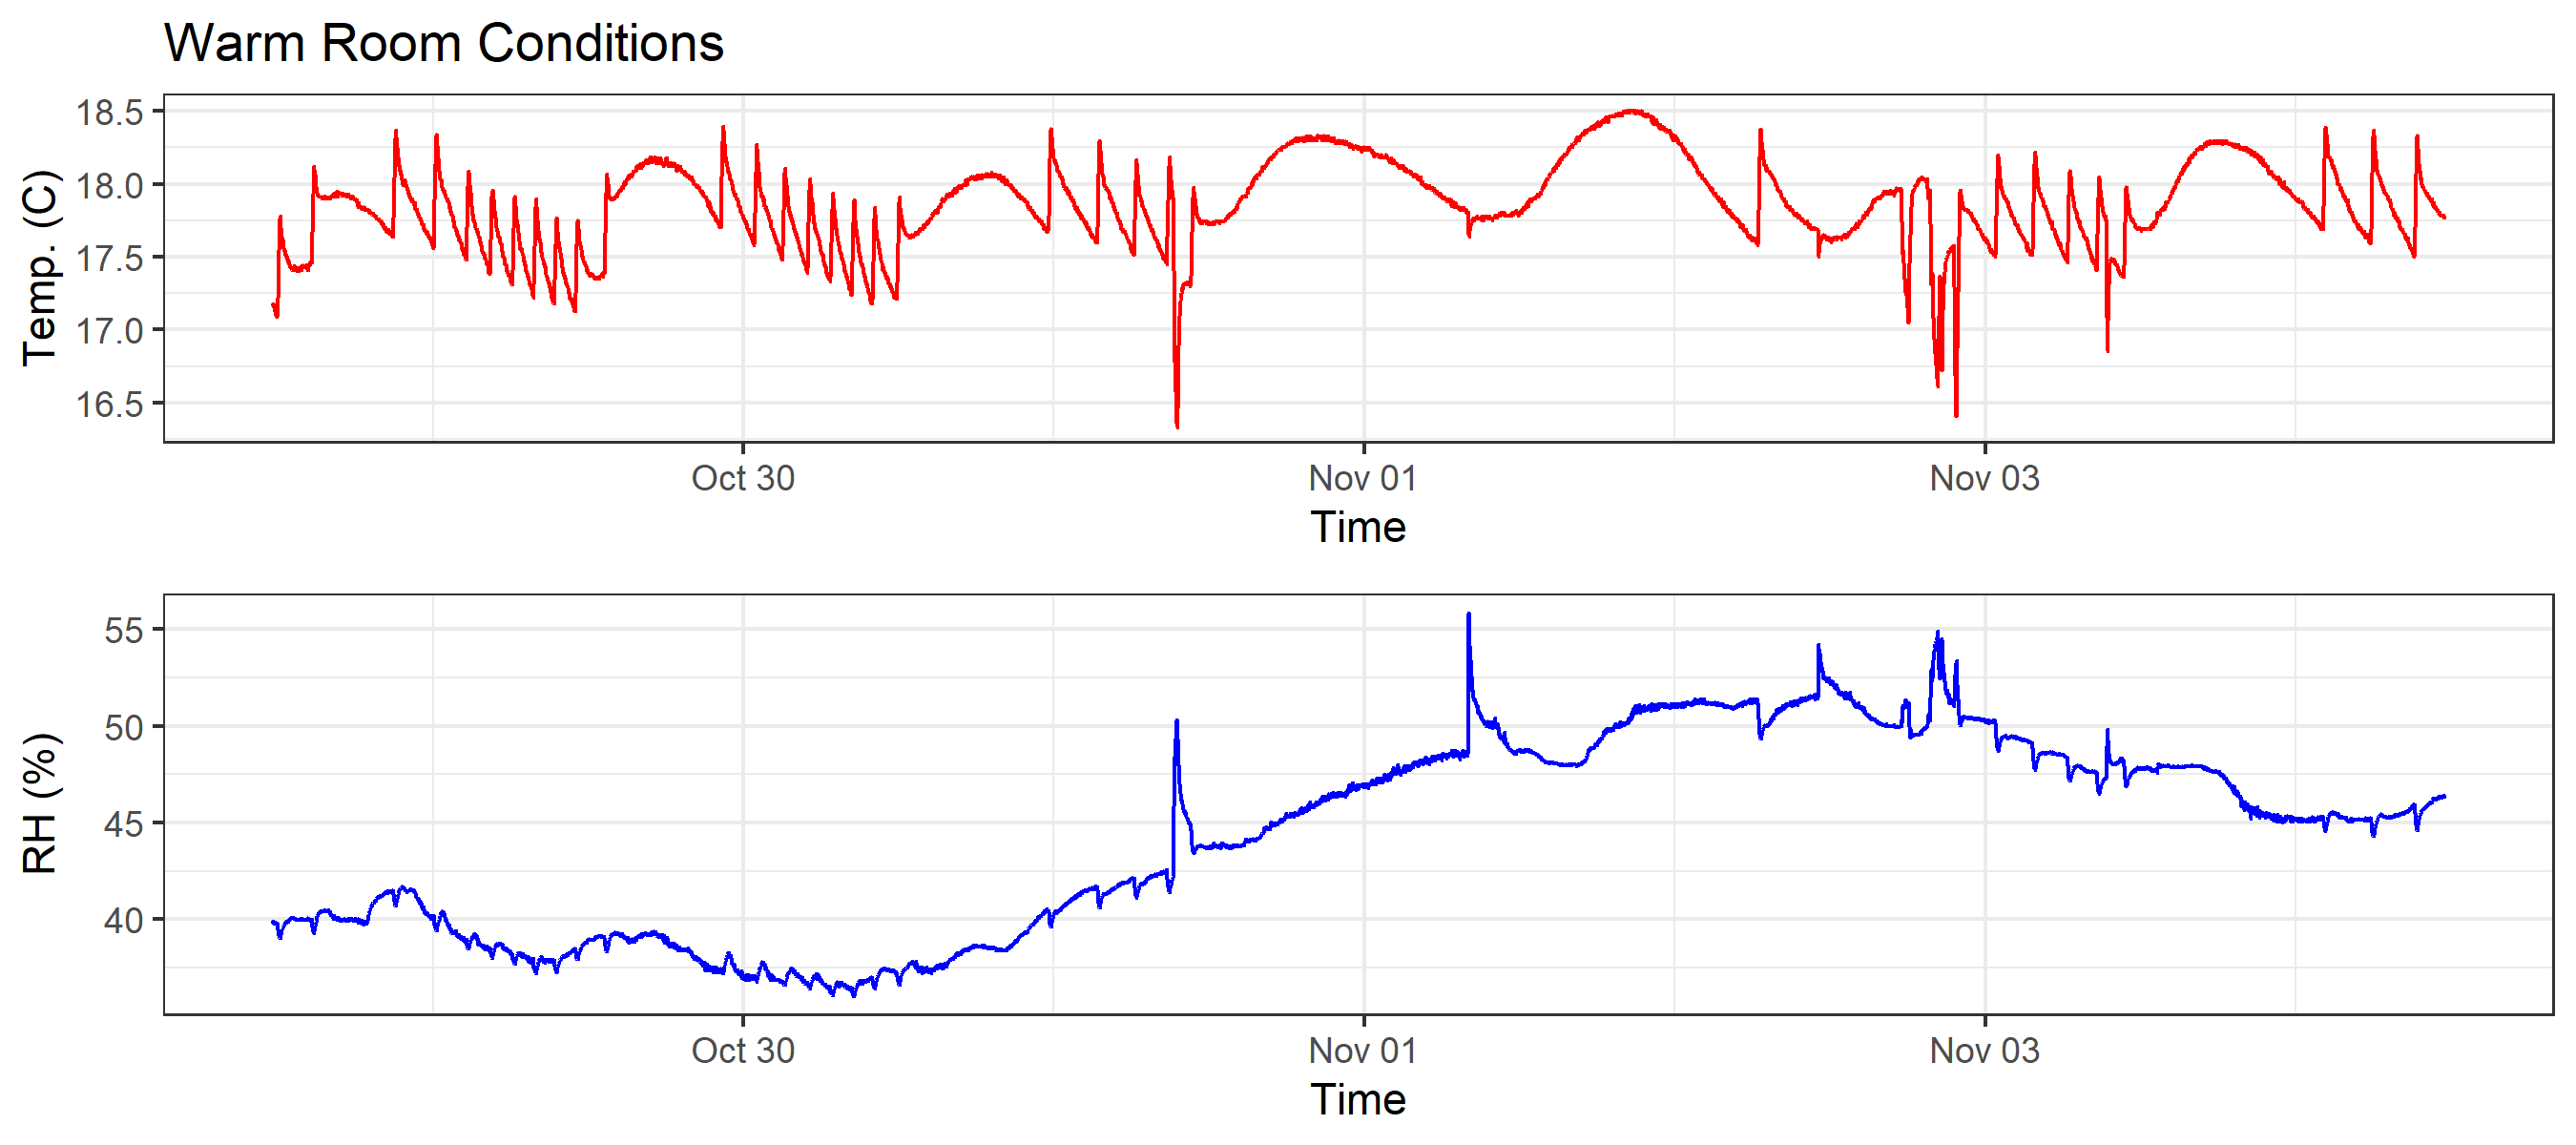 Warm Room Conditions
Temp. (C)
18.5
18.0
17.5
17.0
16.5
Oct 30 Nov 01 Nov 03
Time
RH (%)
55
50
45
40
Oct 30 Nov 01 Nov 03
Time